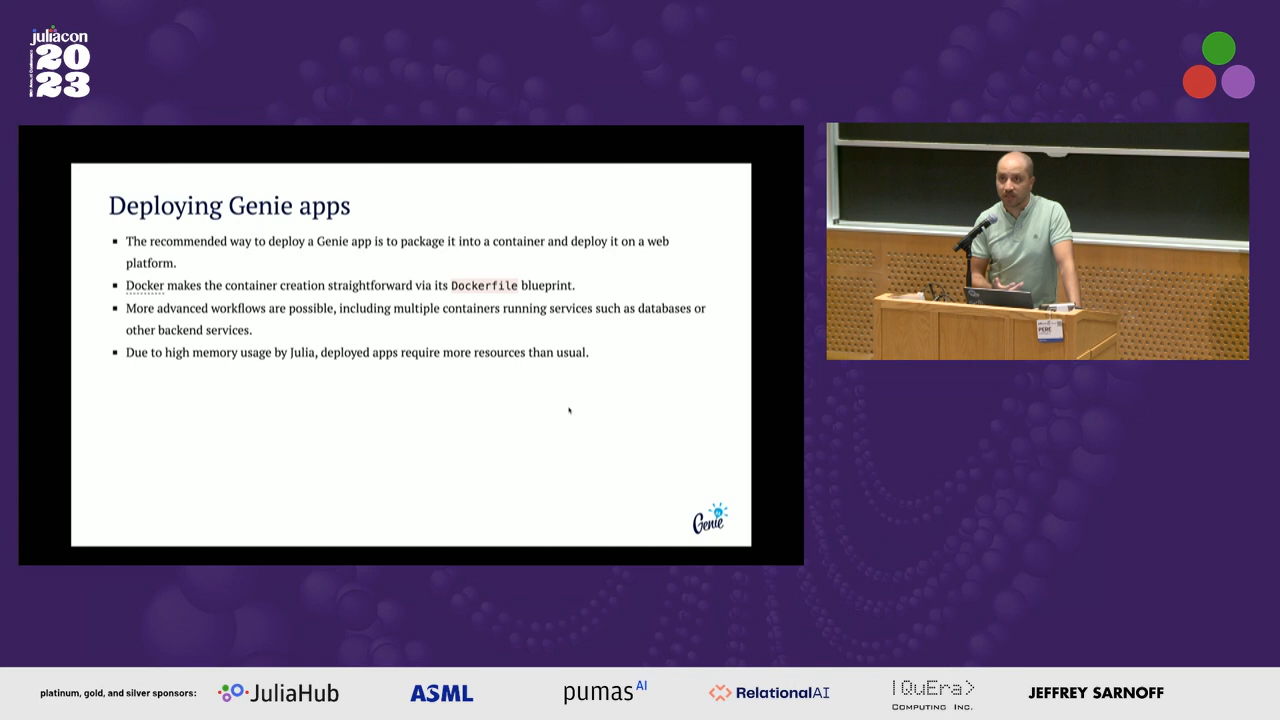 juliacon
20
23
Deploying Genie apps
The recommended way to deploy a Genie app is to package it into a container and deploy it on a web
platform.
Docker makes the container creation straightforward via its Dockerfile blueprint.
More advanced workflows are possible, including multiple containers running services such as databases or
other backend services.
Due to high memory usage by Julia, deployed apps require more resources than usual.
Genie
PERE
platinum, gold, and silver sponsors:
JuliaHub
ASML
pumasAI
RelationalAI
|QuEra>
COMPUTING INC.
JEFFREY SARNOFF